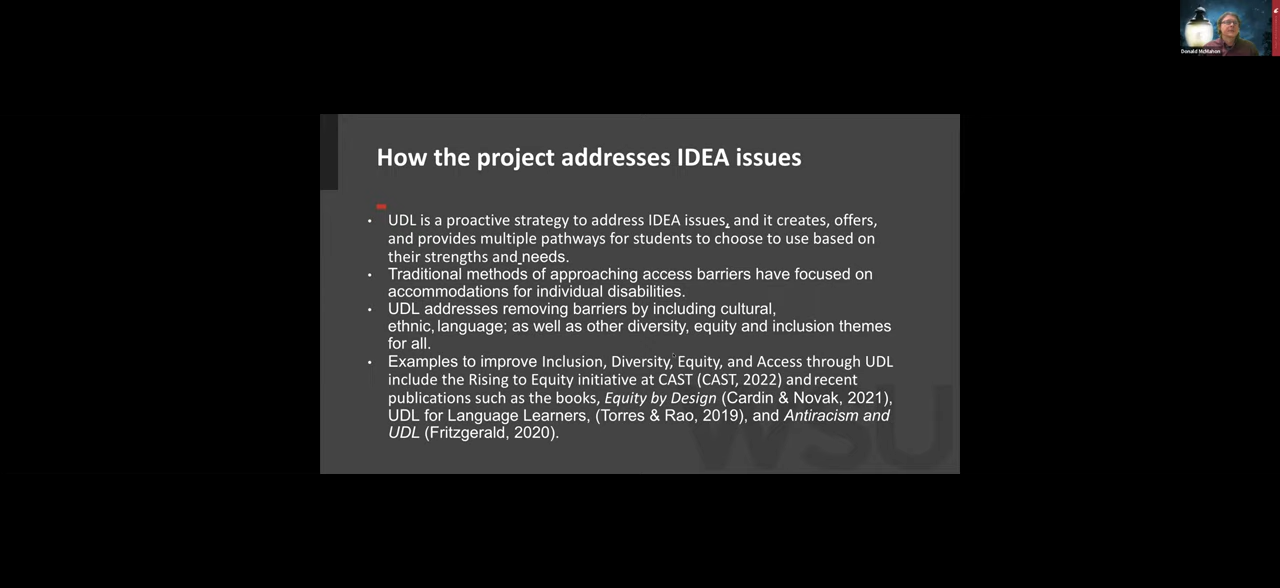 Donald McMahon
How the project addresses IDEA issues
• UDL is a proactive strategy to address IDEA issues, and it creates, offers,
and provides multiple pathways for students to choose to use based on
their strengths and needs.
• Traditional methods of approaching access barriers have focused on
accommodations for individual disabilities.
• UDL addresses removing barriers by including cultural,
ethnic, language; as well as other diversity, equity and inclusion themes
for all.
• Examples to improve Inclusion, Diversity, Equity, and Access through UDL
include the Rising to Equity initiative at CAST (CAST, 2022) and recent
publications such as the books, Equity by Design (Cardin & Novak, 2021),
UDL for Language Learners, (Torres & Rao, 2019), and Antiracism and
UDL (Fritzgerald, 2020).
WSU